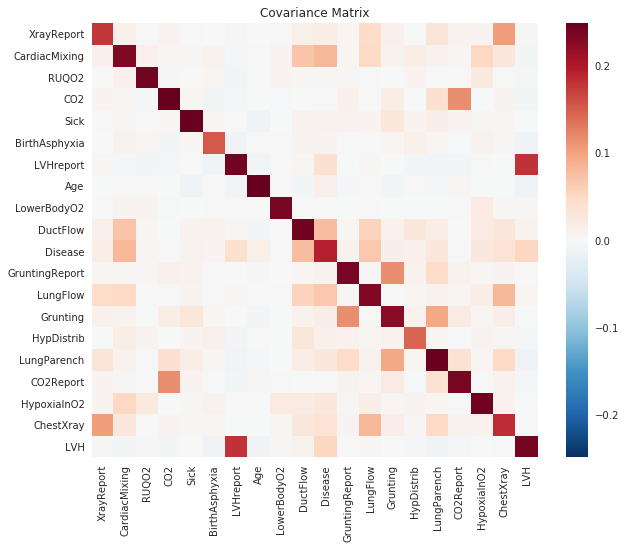 Covariance Matrix
XrayReport
CardiacMixing
RUQO2
CO2
Sick
BirthAsphyxia
LVHreport
Age
LowerBodyO2
DuctFlow
Disease
GruntingReport
LungFlow
Grunting
HypDistrib
LungParench
CO2Report
HypoxiaInO2
ChestXray
LVH
XrayReport
CardiacMixing
RUQO2
CO2
Sick
BirthAsphyxia
LVHreport
Age
LowerBodyO2
DuctFlow
Disease
GruntingReport
LungFlow
Grunting
HypDistrib
LungParench
CO2Report
HypoxiaInO2
ChestXray
LVH
0.2
0.1
0.0
−0.1
−0.2